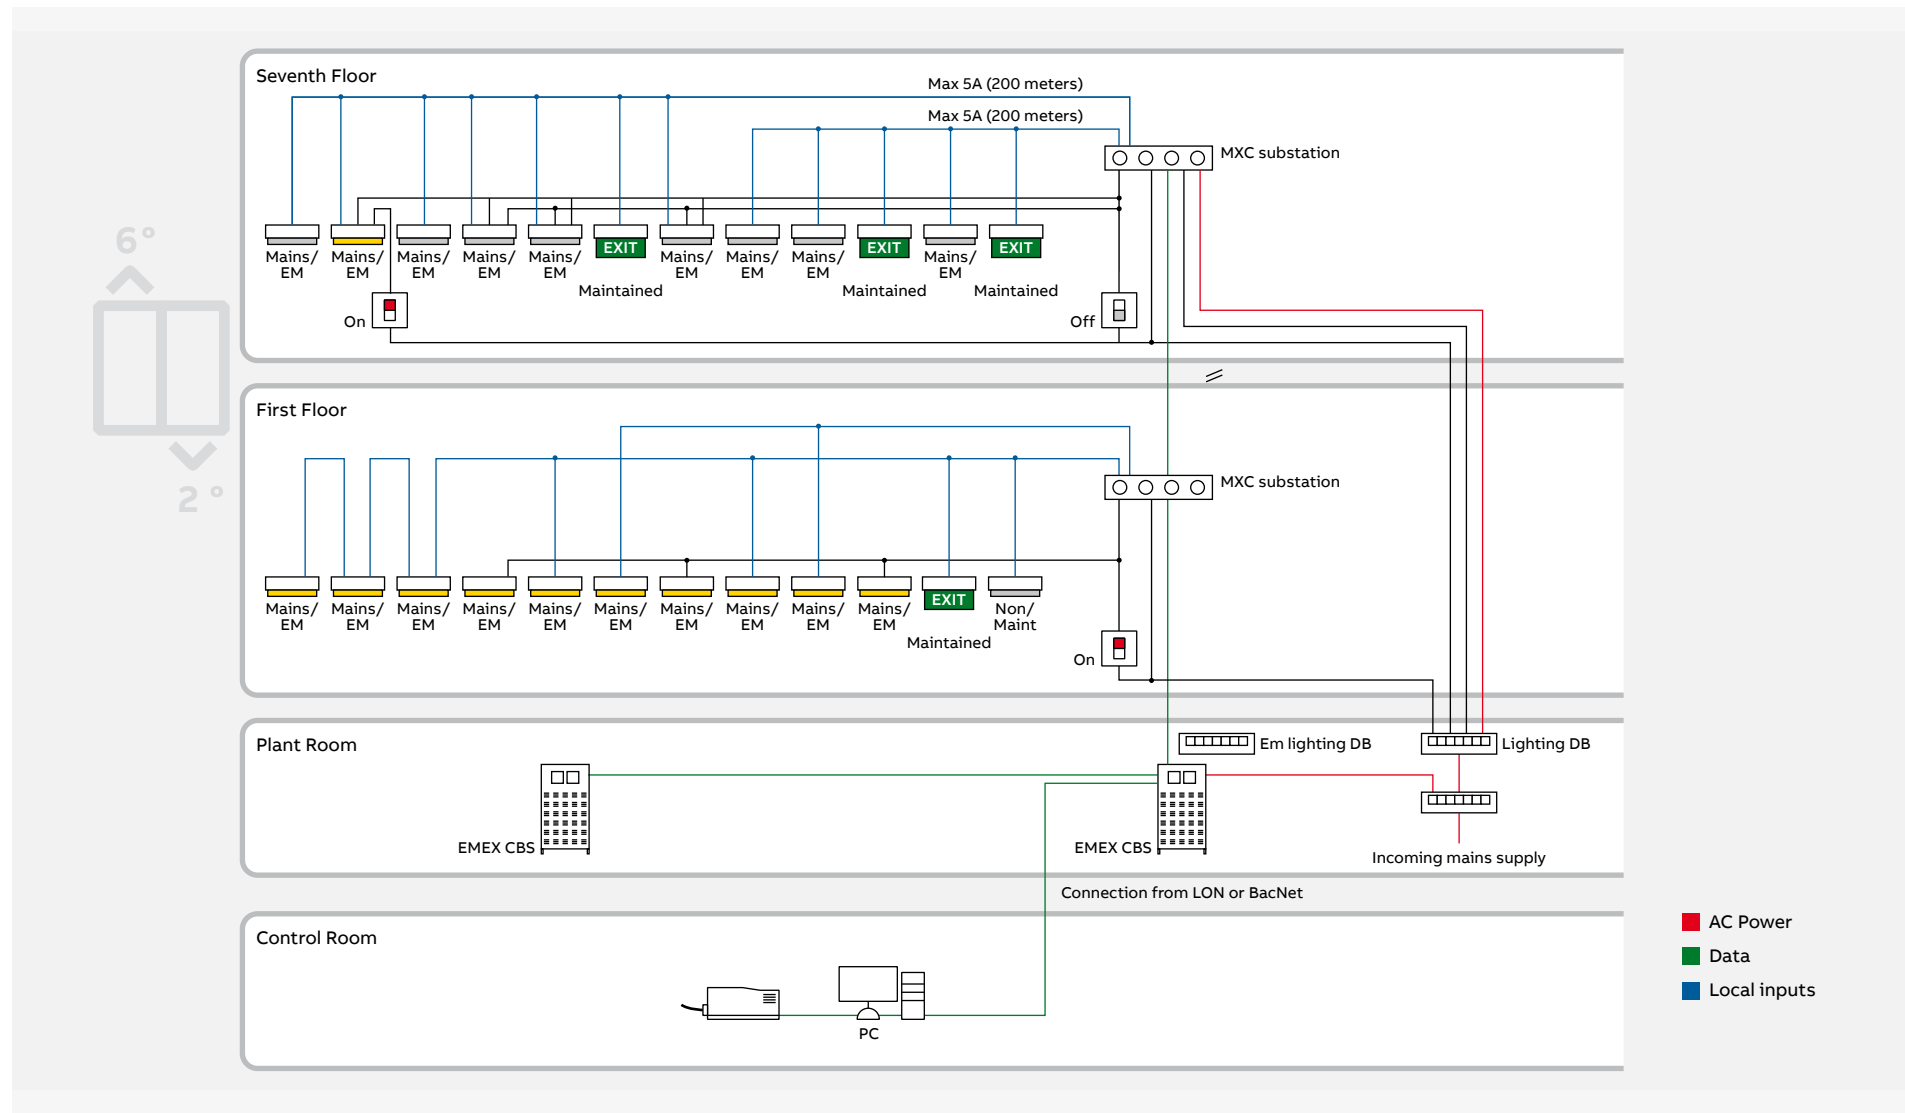 Seventh Floor
Max 5A (200 meters)
Max 5A (200 meters)
MXC substation
6°
Mains/
EM
Mains/
EM
Mains/
EM
Mains/
EM
Mains/
EM
EXIT
Maintained
Mains/
EM
Mains/
EM
Mains/
EM
EXIT
Maintained
Mains/
EM
EXIT
Maintained
On
Off
First Floor
MXC substation
2 °
Mains/
EM
Mains/
EM
Mains/
EM
Mains/
EM
Mains/
EM
Mains/
EM
Mains/
EM
Mains/
EM
Mains/
EM
Mains/
EM
EXIT
Maintained
Non/
Maint
On
Plant Room
Em lighting DB
Lighting DB
EMEX CBS
EMEX CBS
Incoming mains supply
Connection from LON or BacNet
Control Room
PC
AC Power
Data
Local inputs